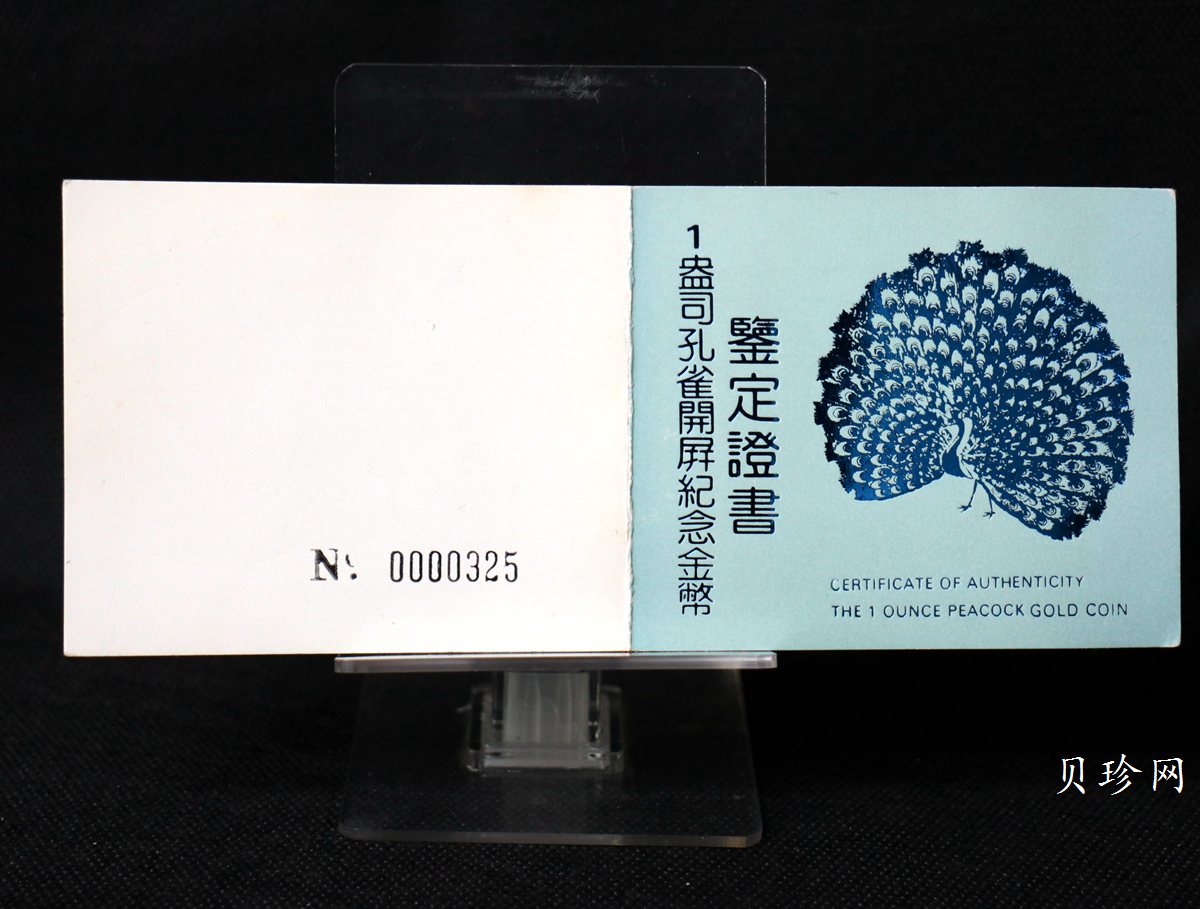 1盎司孔雀開屏紀念金幣
鑒定證書
CERTIFICATE OF AUTHENTICITY
THE 1 OUNCE PEACOCK GOLD COIN
Nº. 0000325
贝珍网